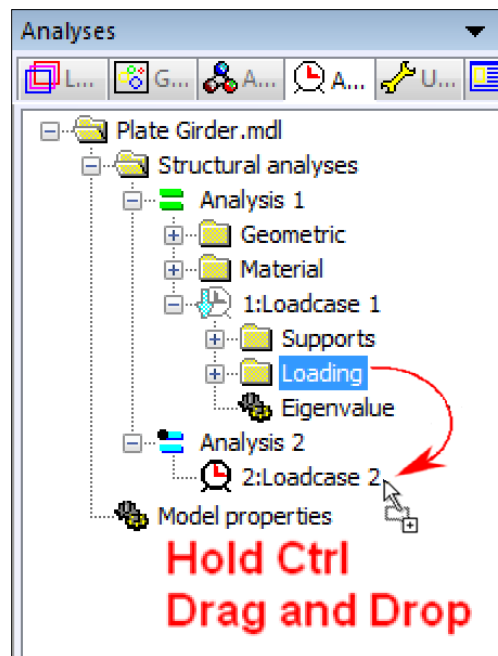 Analyses
L... G... A... A... U...
Plate Girder.mdl
Structural analyses
Analysis 1
Geometric
Material
1:Loadcase 1
Supports
Loading
Eigenvalue
Analysis 2
2:Loadcase 2
Model properties
Hold Ctrl
Drag and Drop